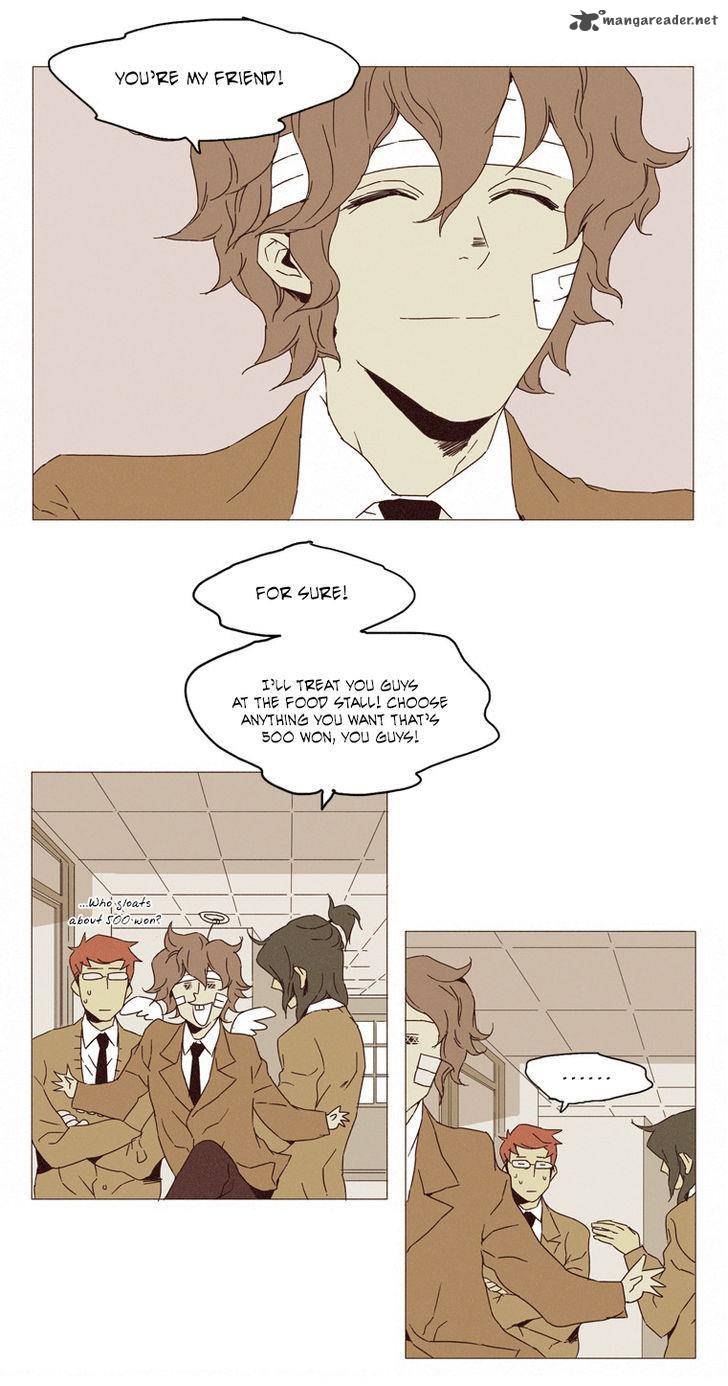 mangareader.net
YOU'RE MY FRIEND!
FOR SURE!
I'LL TREAT YOU GUYS
AT THE FOOD STALL! CHOOSE
ANYTHING YOU WANT THAT'S
500 WON, YOU GUYS!
...Who gloats
about 500 won?
......